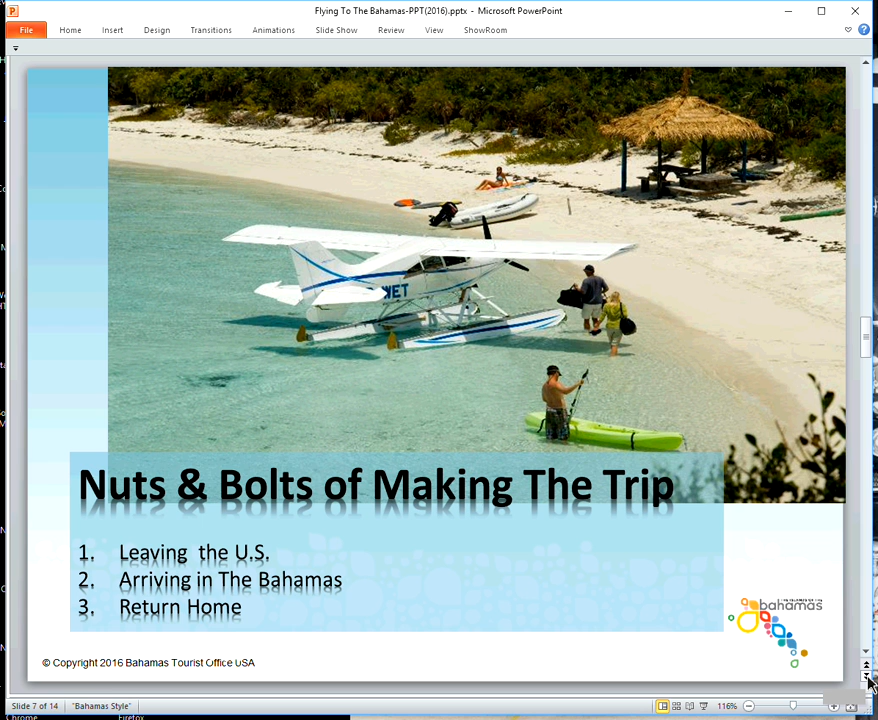 Flying To The Bahamas-PPT(2016).pptx - Microsoft PowerPoint
File Home Insert Design Transitions Animations Slide Show Review View ShowRoom
WET
Nuts & Bolts of Making The Trip
1. Leaving the U.S.
2. Arriving in The Bahamas
3. Return Home
bahamas
© Copyright 2016 Bahamas Tourist Office USA
Slide 7 of 14 "Bahamas Style" 116%
Chrome Firefox